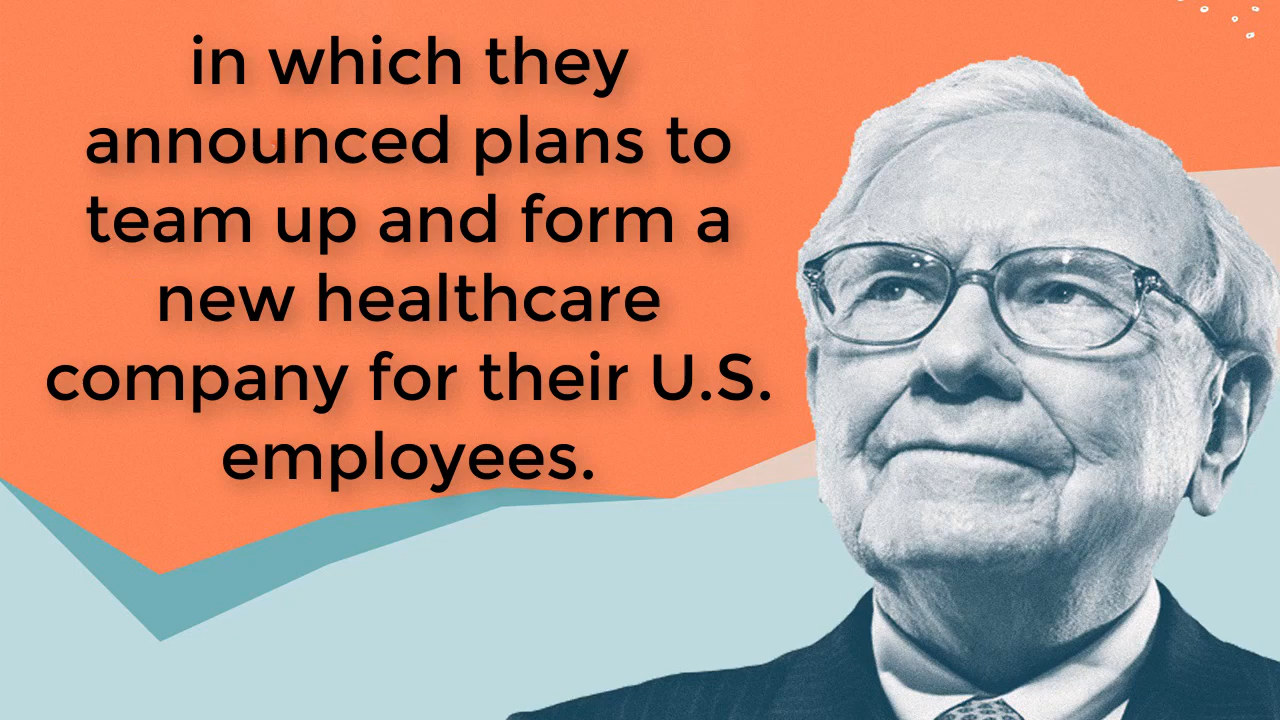 in which they
announced plans to
team up and form a
new healthcare
company for their U.S.
employees.